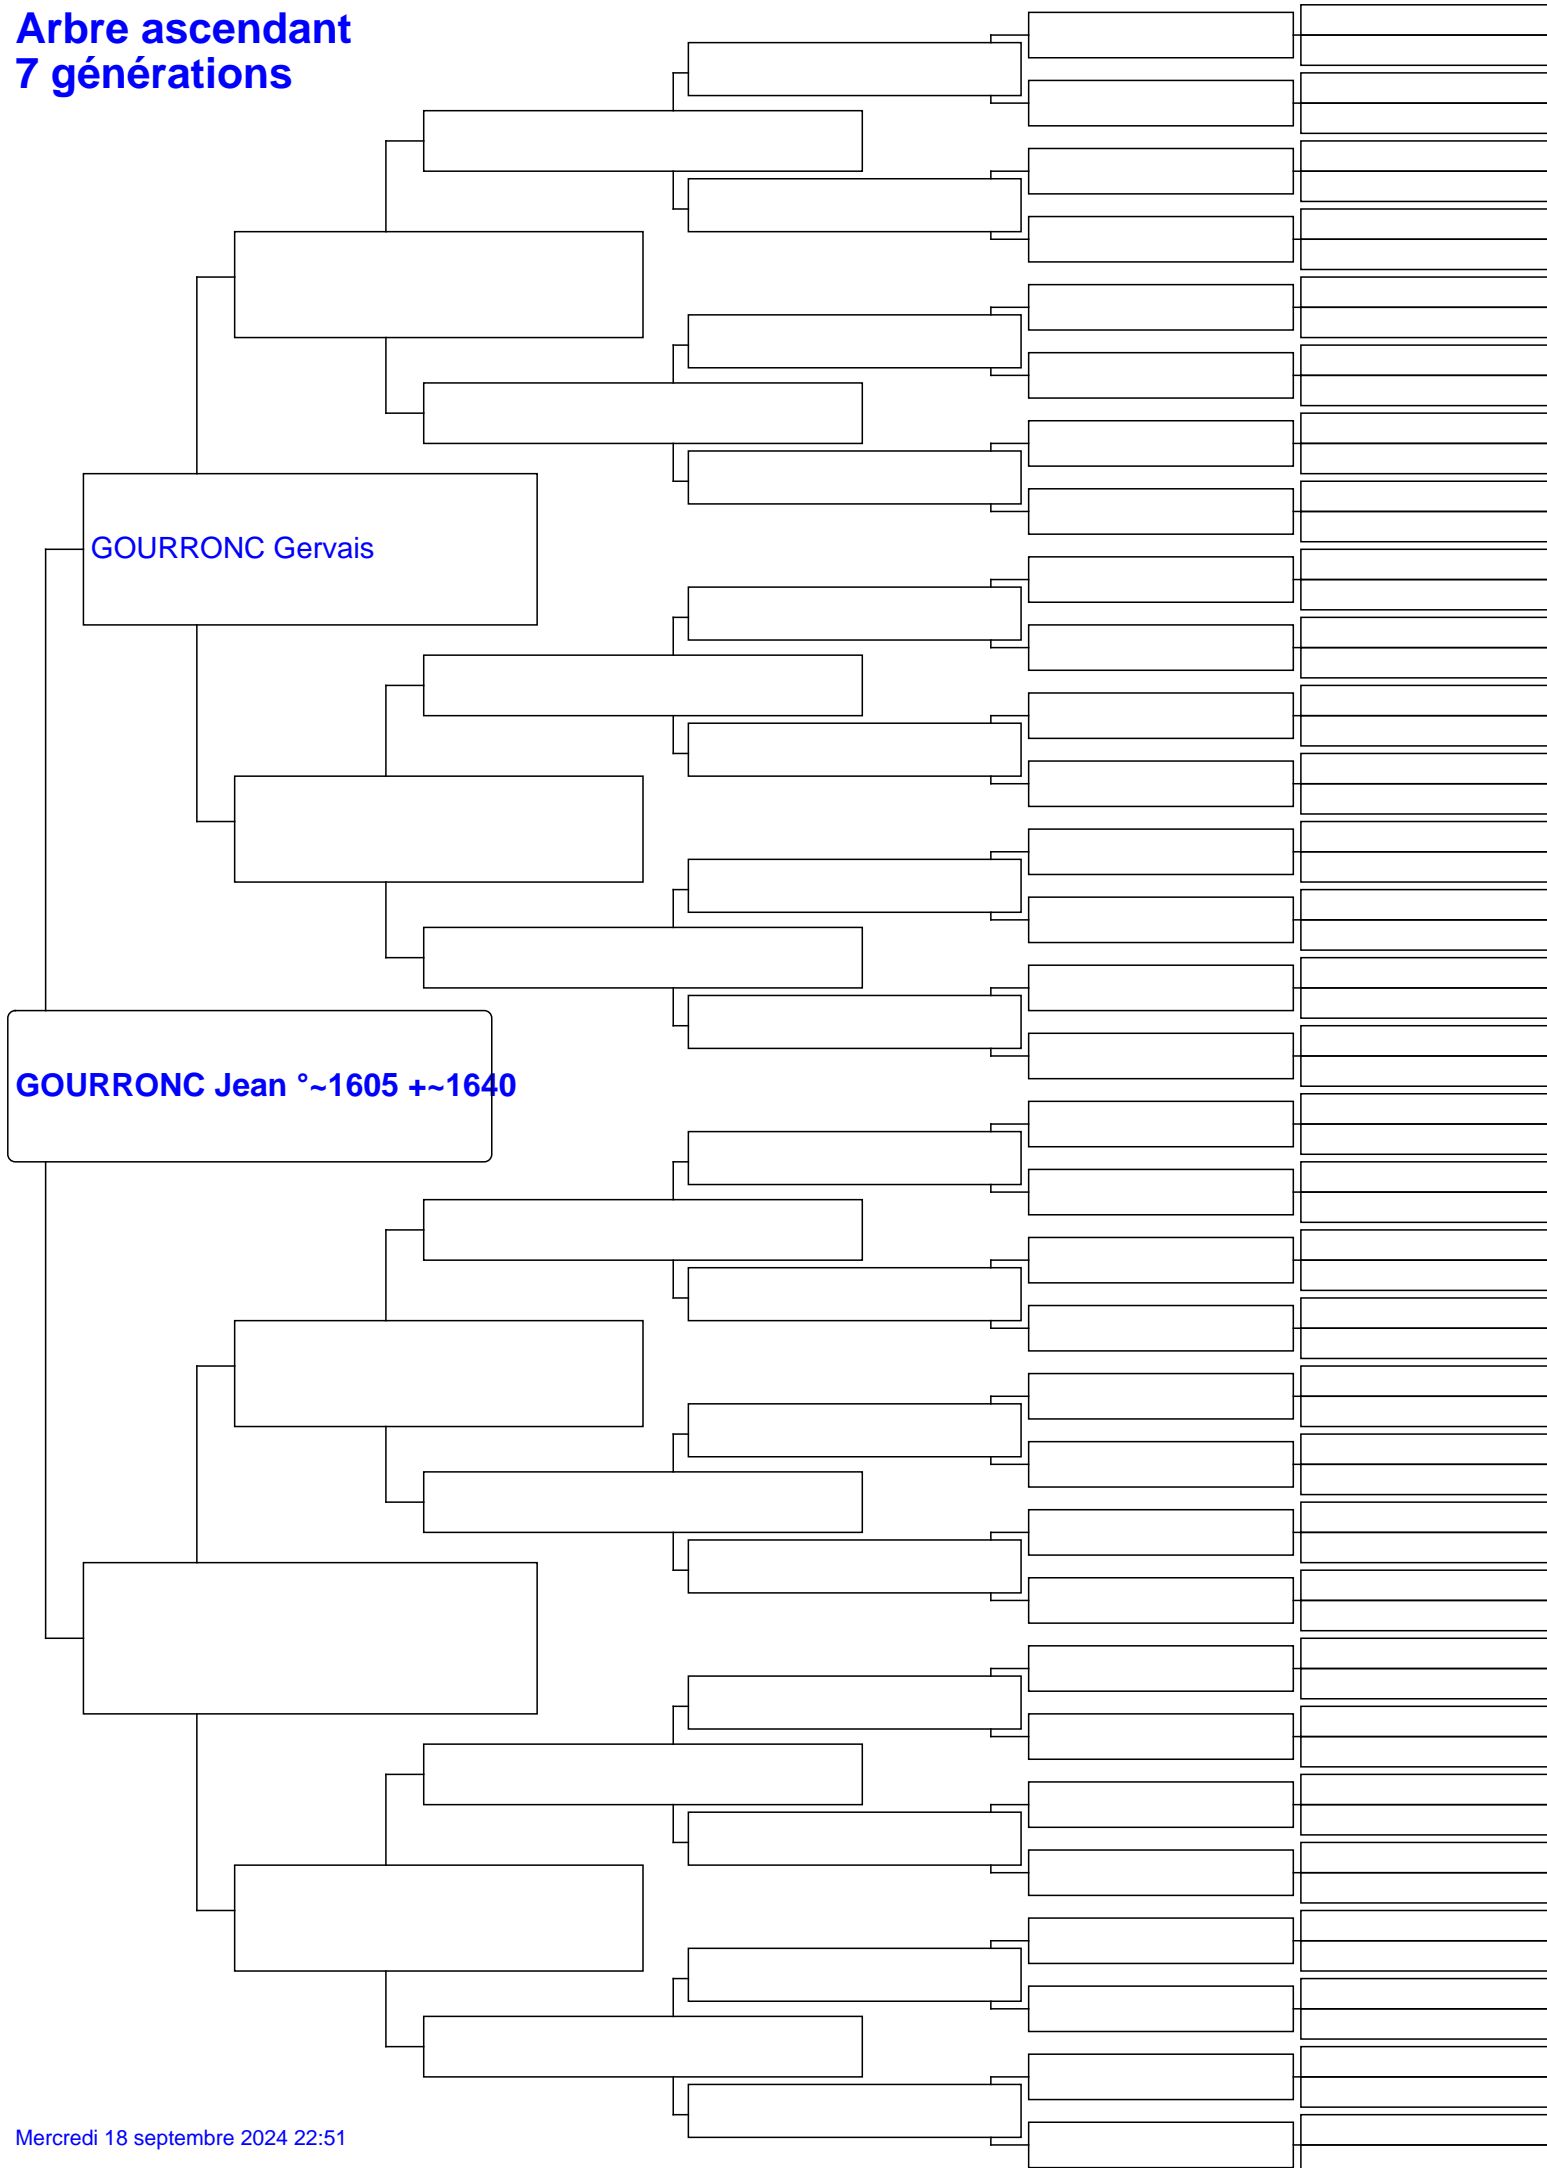 Arbre ascendant
7 générations
GOURRONC Gervais
GOURRONC Jean °~1605 +~1640
Mercredi 18 septembre 2024 22:51